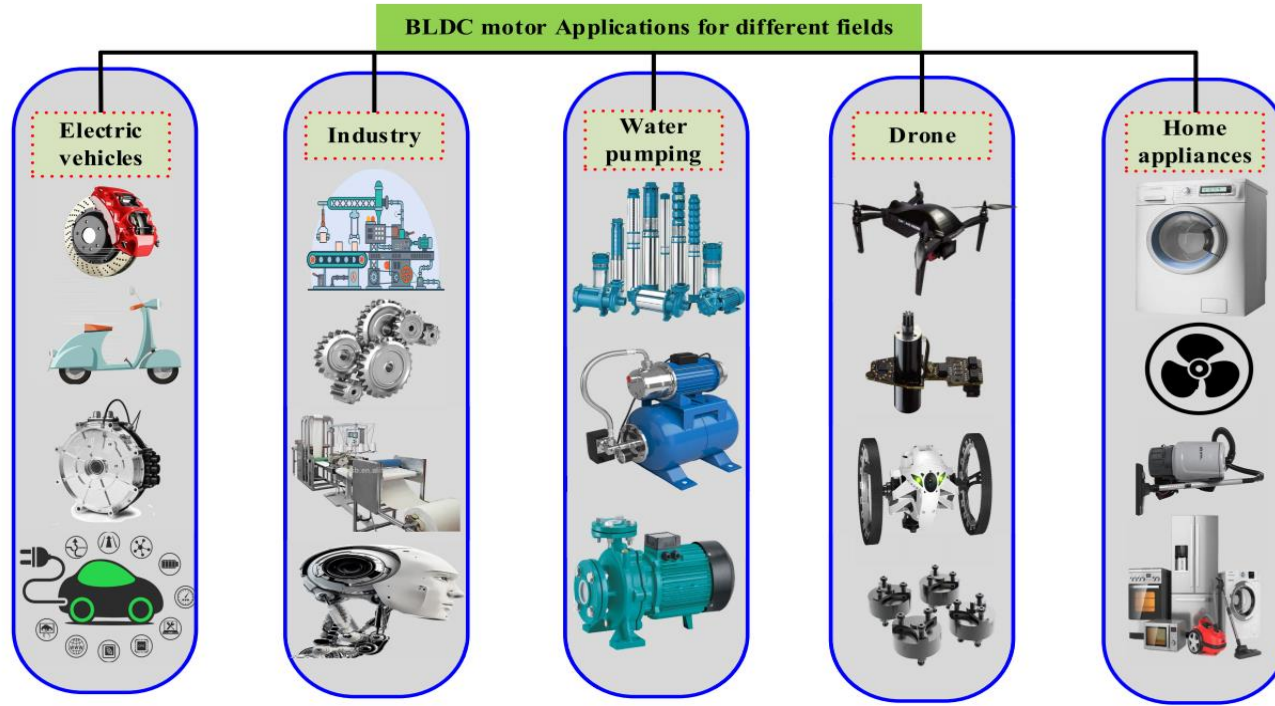 BLDC motor Applications for different fields
Electric
vehicles
Industry
Water
pumping
Drone
Home
appliances